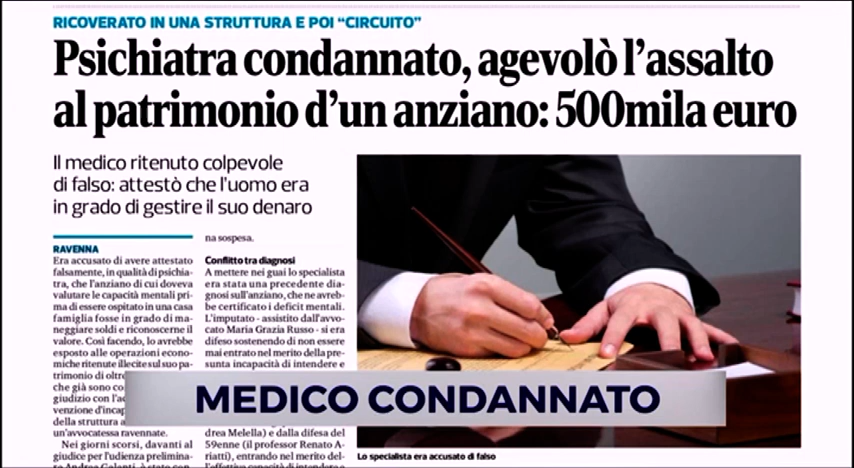 RICOVERATO IN UNA STRUTTURA E POI “CIRCUITO”
Psichiatra condannato, agevolò l’assalto
al patrimonio d’un anziano: 500mila euro
Il medico ritenuto colpevole
di falso: attestò che l’uomo era
in grado di gestire il suo denaro
RAVENNA
Era accusato di avere attestato
falsamente, in qualità di psichia-
tra, che l’anziano di cui doveva
valutare le capacità mentali pri-
ma di essere ospitato in una casa
famiglia fosse in grado di ma-
neggiare soldi e riconoscerne il
valore. Così facendo, lo avrebbe
esposto alle operazioni econo-
miche ritenute illecite sul suo pa-
trimonio di oltre
che già sono co
giudizio con l’a
venzione d’incap
della struttura a
un’avvocatessa ravennate.
Nei giorni scorsi, davanti al
giudice per l’udienza prelimina-
re Andrea Galanti, è stato con-
na sospesa.
Conflitto tra diagnosi
A mettere nei guai lo specialista
era stata una precedente dia-
gnosi sull’anziano, che ne avreb-
be certificato i deficit mentali.
L’imputato - assistito dall’avvo-
cato Maria Grazia Russo - si era
difeso sostenendo di non essere
mai entrato nel merito della pre-
sunta incapacità di intendere e
drea Melella) e dalla difesa del
59enne (il professor Renato A-
riatti), entrando nel merito del-
l’effettiva capacità di intendere e
Lo specialista era accusato di falso
MEDICO CONDANNATO